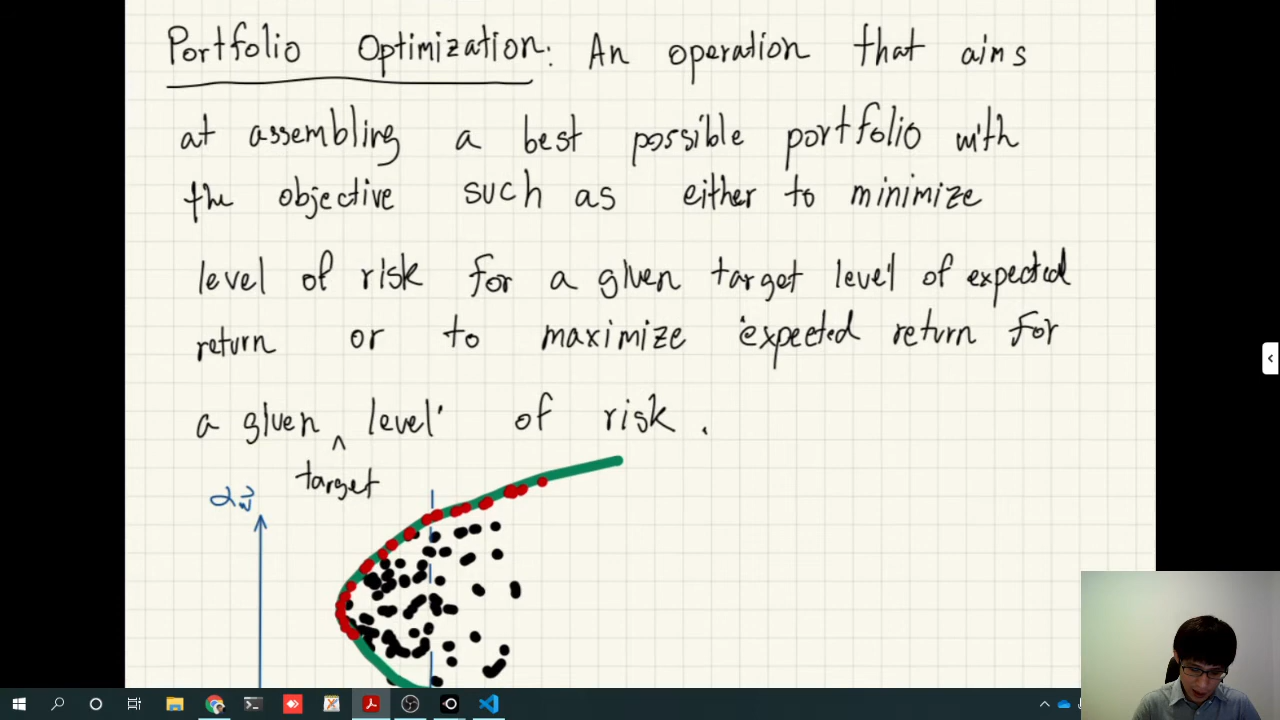 Portfolio Optimization: An operation that aims
at assembling a best possible portfolio with
the objective such as either to minimize
level of risk for a given target level of expected
return or to maximize expected return for
a given ^ level of risk.
target